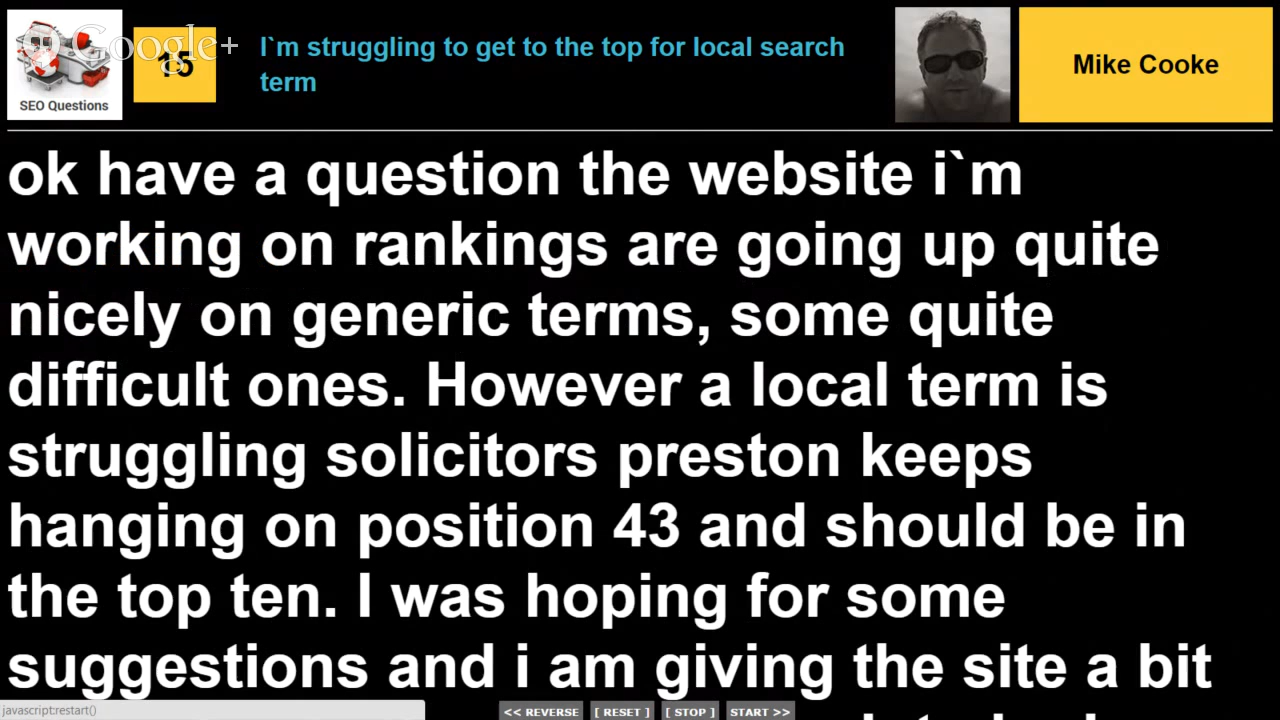 Google+
SEO Questions
15
I`m struggling to get to the top for local search
term
Mike Cooke
ok have a question the website i`m
working on rankings are going up quite
nicely on generic terms, some quite
difficult ones. However a local term is
struggling solicitors preston keeps
hanging on position 43 and should be in
the top ten. I was hoping for some
suggestions and i am giving the site a bit
javascript:restart()
<< REVERSE [ RESET ] [ STOP ] START >>